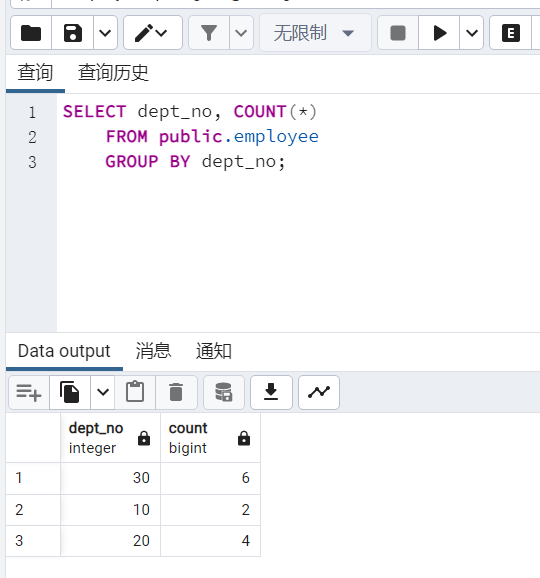 无限制
E
查询 查询历史
1 SELECT dept_no, COUNT(*)
2 FROM public.employee
3 GROUP BY dept_no;
Data output 消息 通知
dept_no count
integer bigint
1 30 6
2 10 2
3 20 4